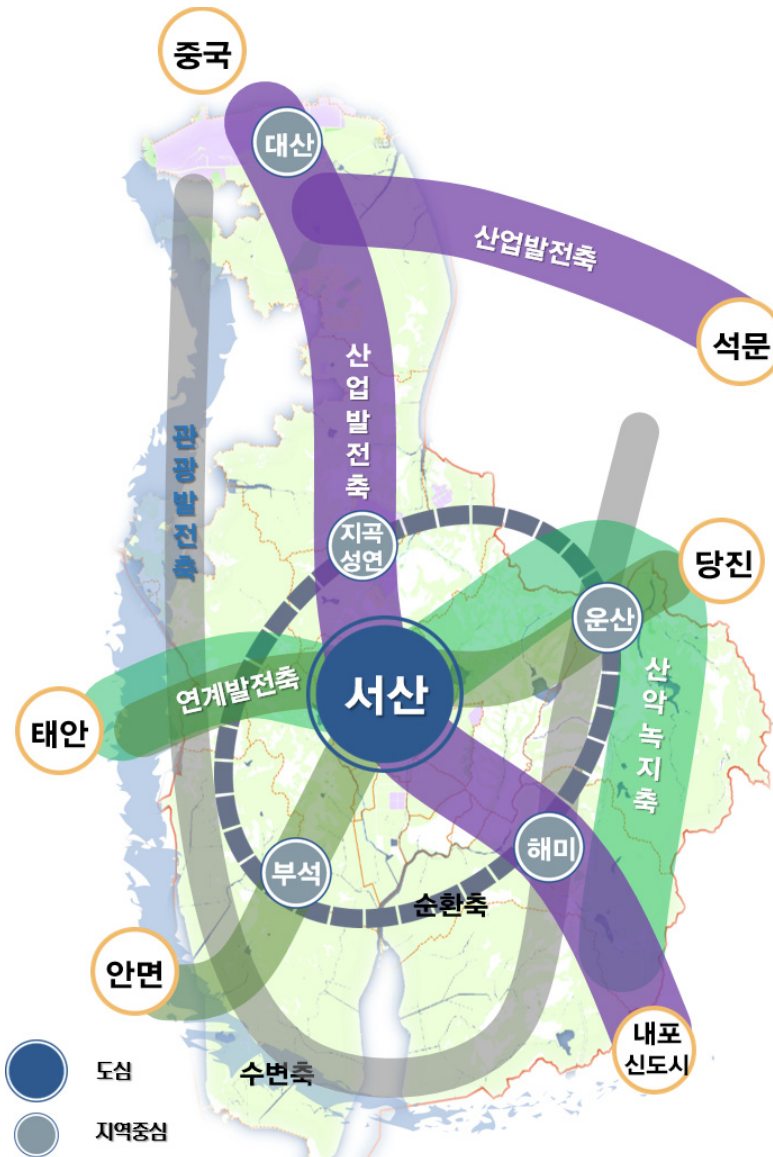 중국
대산
산업발전축
석문
산업발전축
관광발전축
지곡
성연
당진
운산
산악녹지축
서산
연계발전축
태안
해미
부석
순환축
안면
내포
신도시
수변축
도심
지역중심